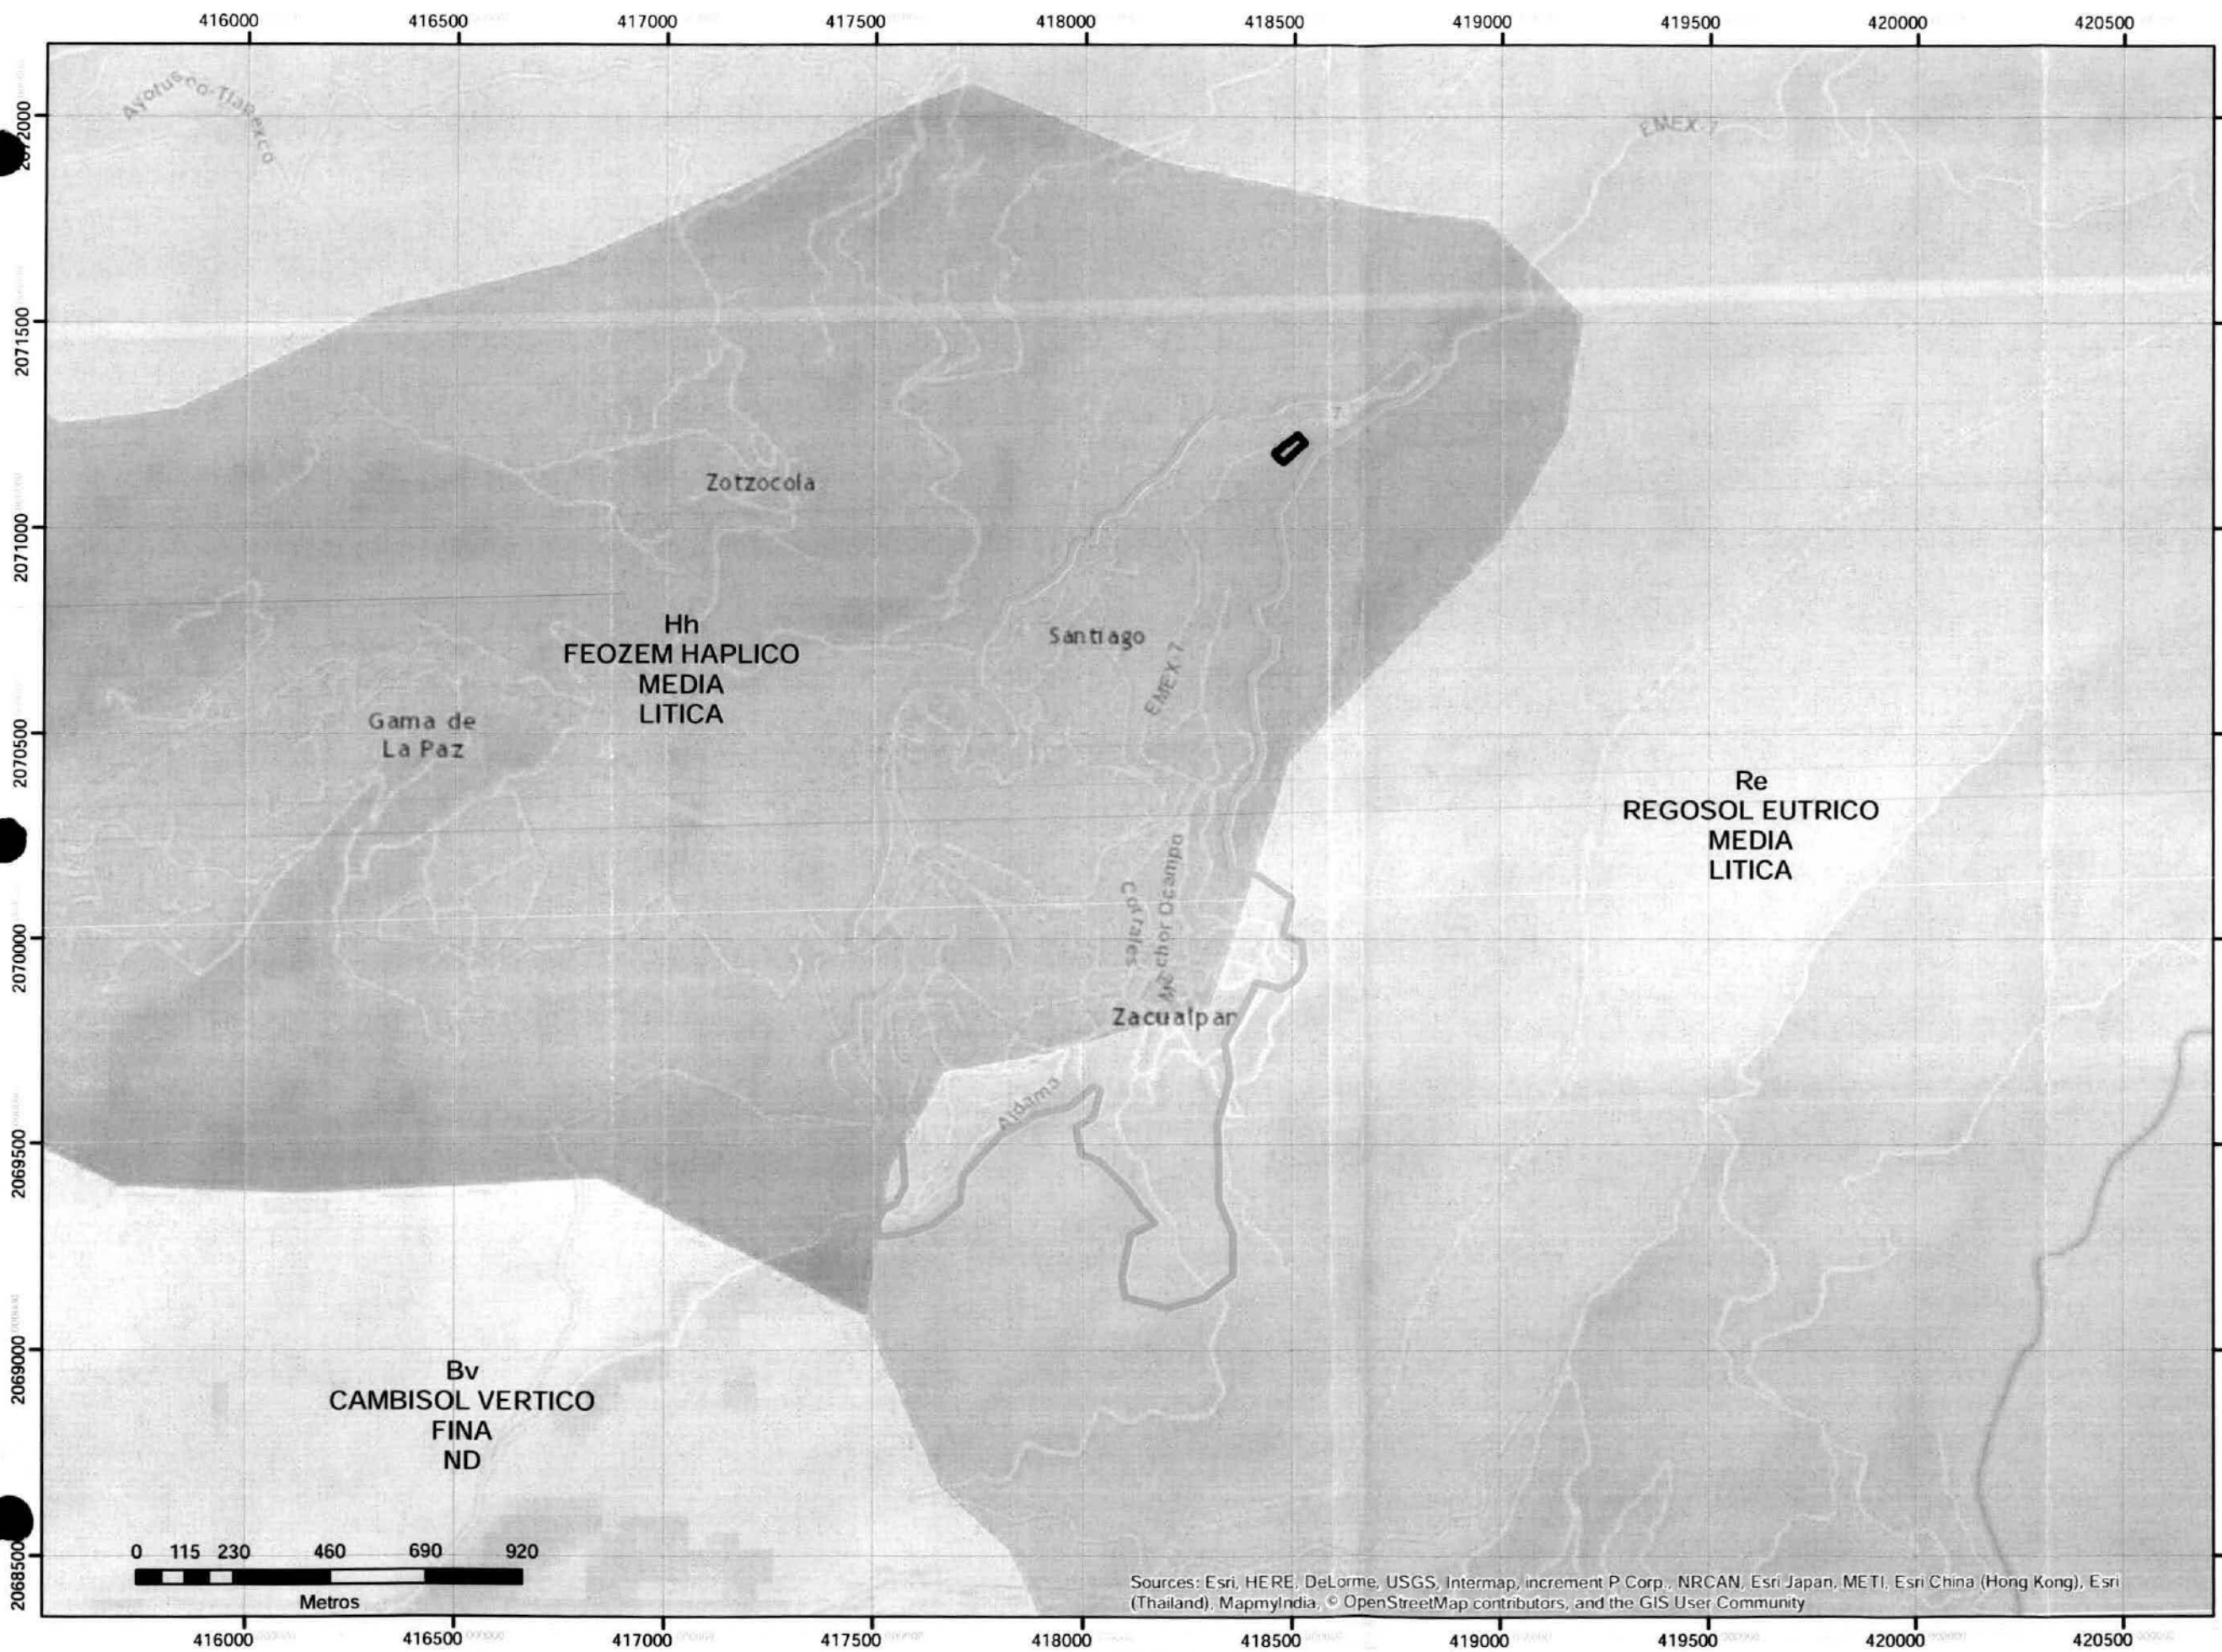 416000 416500 417000 417500 418000 418500 419000 419500 420000 420500
2072000
2071500
2071000
2070500
2070000
2069500
2069000
2068500
EMEX-7
7
Zotzocola
Hh
FEOZEM HAPLICO
MEDIA
LITICA
Santiago
EMEX-7
Gama de
La Paz
Re
REGOSOL EUTRICO
MEDIA
LITICA
Corrales
Ocampo
Zacualpan
Aldama
Bv
CAMBISOL VERTICO
FINA
ND
0 115 230 460 690 920
Metros
Sources: Esri, HERE, DeLorme, USGS, Intermap, increment P Corp., NRCAN, Esri Japan, METI, Esri China (Hong Kong), Esri
(Thailand), MapmyIndia, © OpenStreetMap contributors, and the GIS User Community
416000 416500 417000 417500 418000 418500 419000 419500 420000 420500